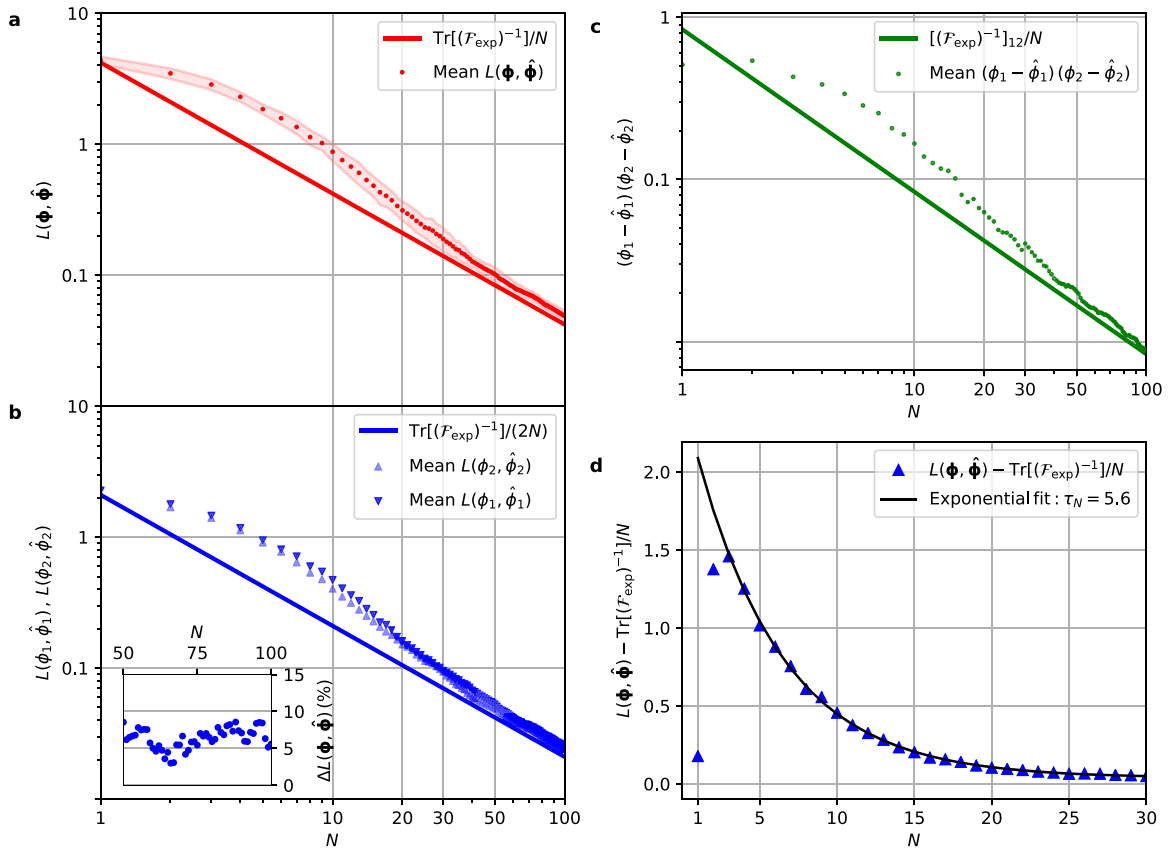 a
10
1
0.1
L(ϕ, ϕ̂)
Tr[(ℱexp)⁻¹]/N
Mean L(ϕ, ϕ̂)
b
10
1
0.1
L(ϕ1, ϕ̂1) , L(ϕ2, ϕ̂2)
Tr[(ℱexp)⁻¹]/(2N)
Mean L(ϕ2, ϕ̂2)
Mean L(ϕ1, ϕ̂1)
N
50 75 100
15
10
5
0
ΔL(ϕ, ϕ̂) (%)
1 10 20 30 50 100
N
c
1
0.1
(ϕ1 − ϕ̂1) (ϕ2 − ϕ̂2)
[(ℱexp)⁻¹]12/N
Mean (ϕ1 − ϕ̂1) (ϕ2 − ϕ̂2)
1 10 20 30 50 100
N
d
2.0
1.5
1.0
0.5
0.0
L(ϕ, ϕ̂) − Tr[(ℱexp)⁻¹]/N
L(ϕ, ϕ̂) − Tr[(ℱexp)⁻¹]/N
Exponential fit : τN = 5.6
1 5 10 15 20 25 30
N